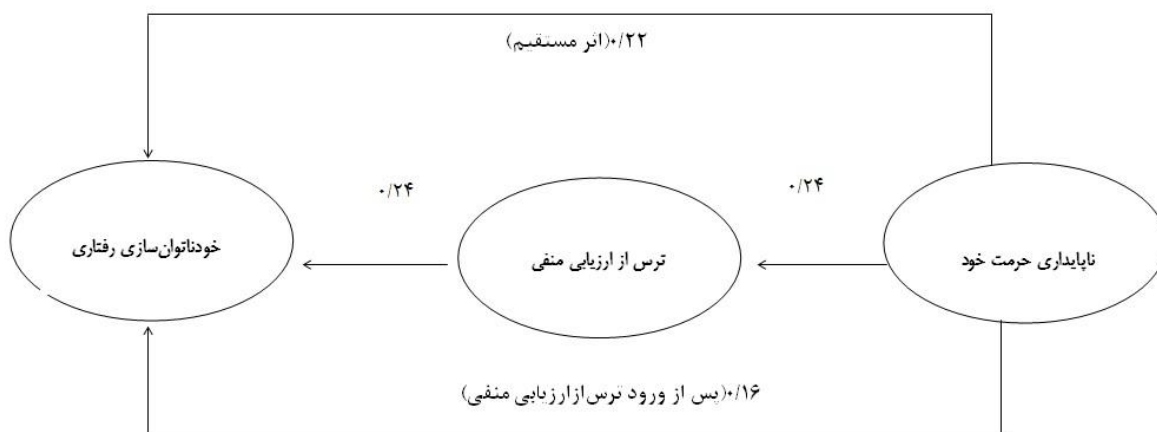 ۰/۲۲(اثر مستقیم)
۰/۲۴
۰/۲۴
ناپایداری حرمت خود
ترس از ارزیابی منفی
خودناتوان‌سازی رفتاری
۰/۱۶(پس از ورود ترس‌ازارزیابی منفی)